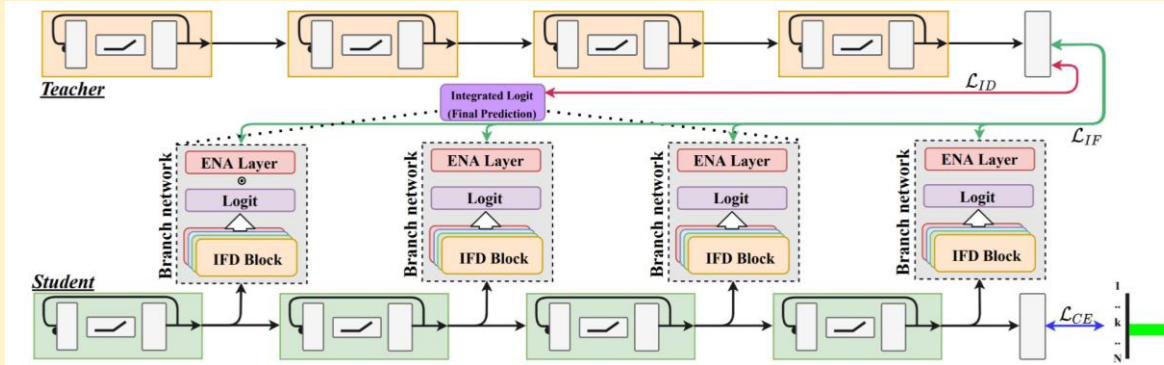 Teacher
Integrated Logit
(Final Prediction)
ℒ_ID
ℒ_IF
Branch network
ENA Layer
⊙
Logit
IFD Block
Branch network
ENA Layer
Logit
IFD Block
Branch network
ENA Layer
Logit
IFD Block
Branch network
ENA Layer
Logit
IFD Block
Student
ℒ_CE
1
..
k
..
N